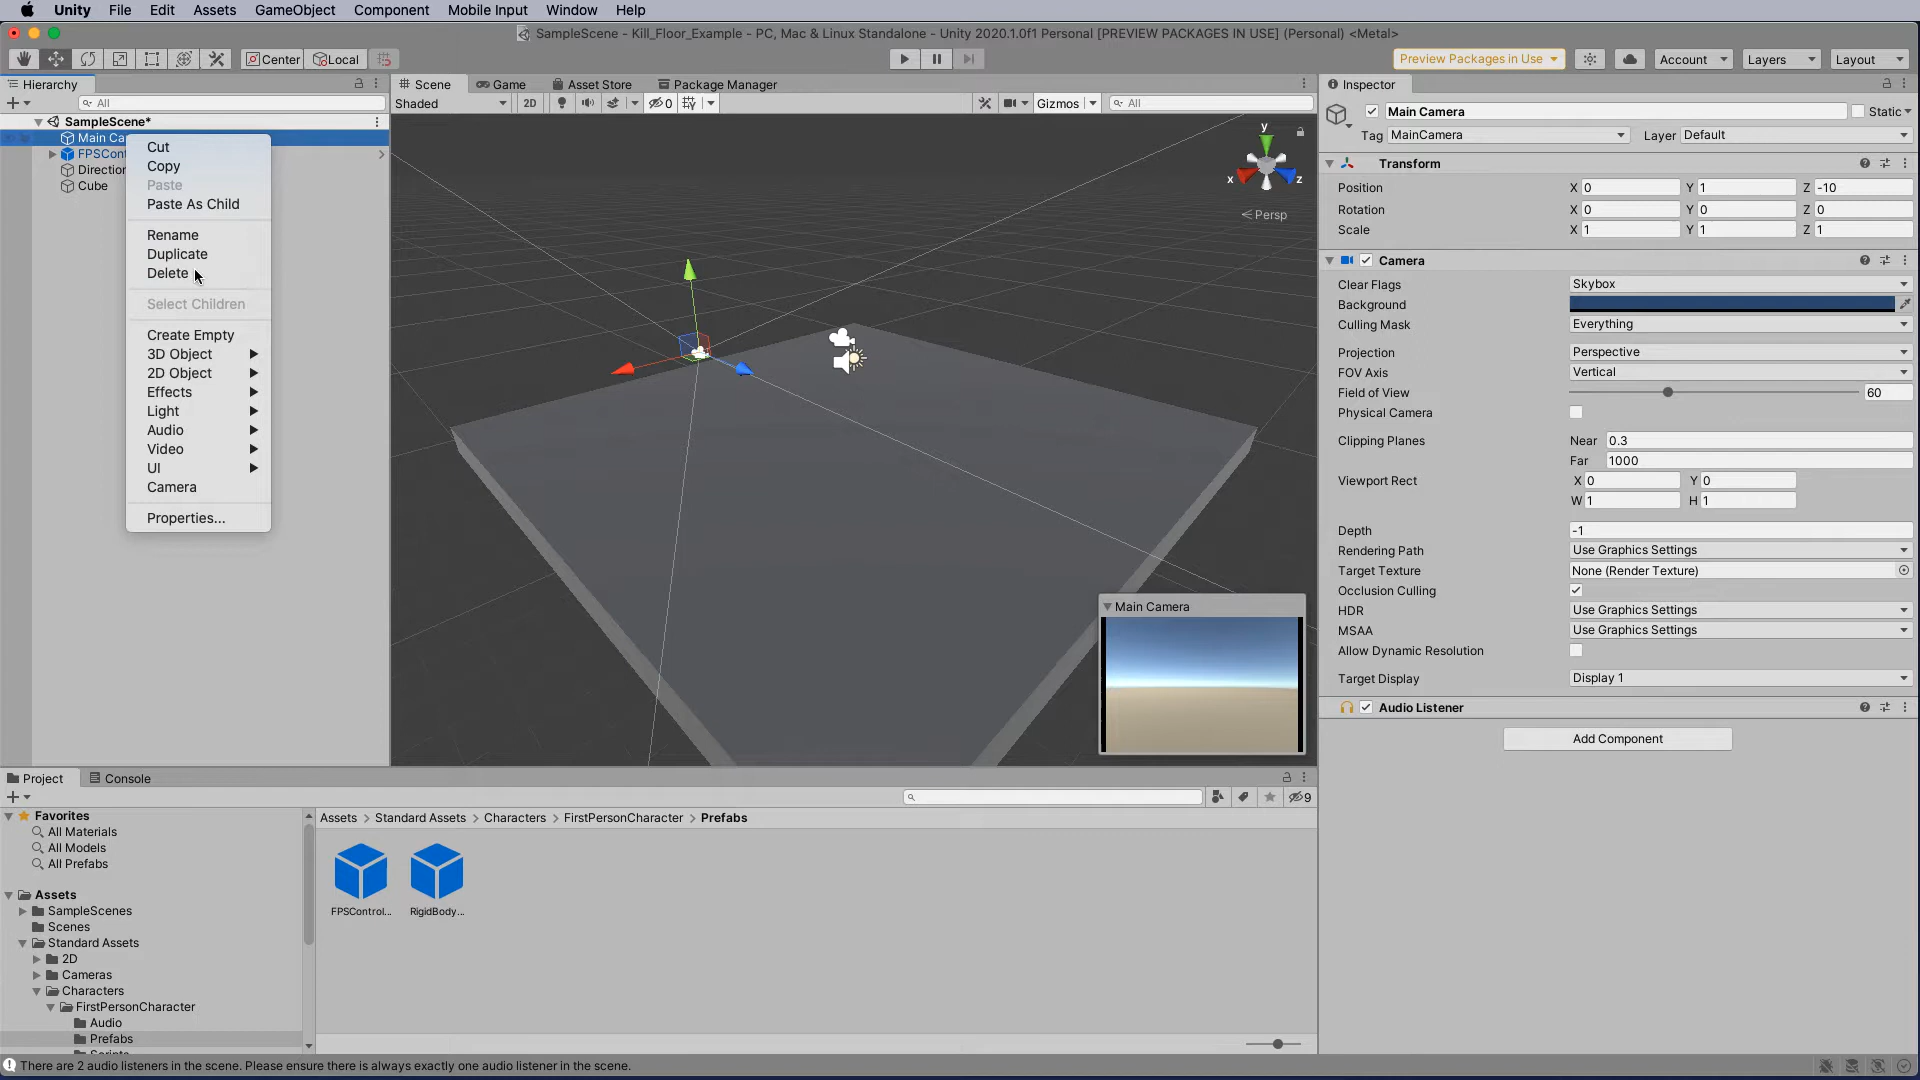 Unity File Edit Assets GameObject Component Mobile Input Window Help
SampleScene - Kill_Floor_Example - PC, Mac & Linux Standalone - Unity 2020.1.0f1 Personal [PREVIEW PACKAGES IN USE] (Personal) <Metal>
Center Local Preview Packages in Use Account Layers Layout
Hierarchy
All
SampleScene*
Main Ca
FPSCont
Direction
Cube
Cut
Copy
Paste
Paste As Child
Rename
Duplicate
Delete
Select Children
Create Empty
3D Object
2D Object
Effects
Light
Audio
Video
UI
Camera
Properties...
Scene Game Asset Store Package Manager
Shaded 2D 0 Gizmos All
y
x z
Persp
Main Camera
Inspector
Main Camera Static
Tag MainCamera Layer Default
Transform
Position X 0 Y 1 Z -10
Rotation X 0 Y 0 Z 0
Scale X 1 Y 1 Z 1
Camera
Clear Flags Skybox
Background
Culling Mask Everything
Projection Perspective
FOV Axis Vertical
Field of View 60
Physical Camera
Clipping Planes Near 0.3
Far 1000
Viewport Rect X 0 Y 0
W 1 H 1
Depth -1
Rendering Path Use Graphics Settings
Target Texture None (Render Texture)
Occlusion Culling
HDR Use Graphics Settings
MSAA Use Graphics Settings
Allow Dynamic Resolution
Target Display Display 1
Audio Listener
Add Component
Project Console
9
Favorites
All Materials
All Models
All Prefabs
Assets
SampleScenes
Scenes
Standard Assets
2D
Cameras
Characters
FirstPersonCharacter
Audio
Prefabs
Assets > Standard Assets > Characters > FirstPersonCharacter > Prefabs
FPSControl... RigidBody...
There are 2 audio listeners in the scene. Please ensure there is always exactly one audio listener in the scene.